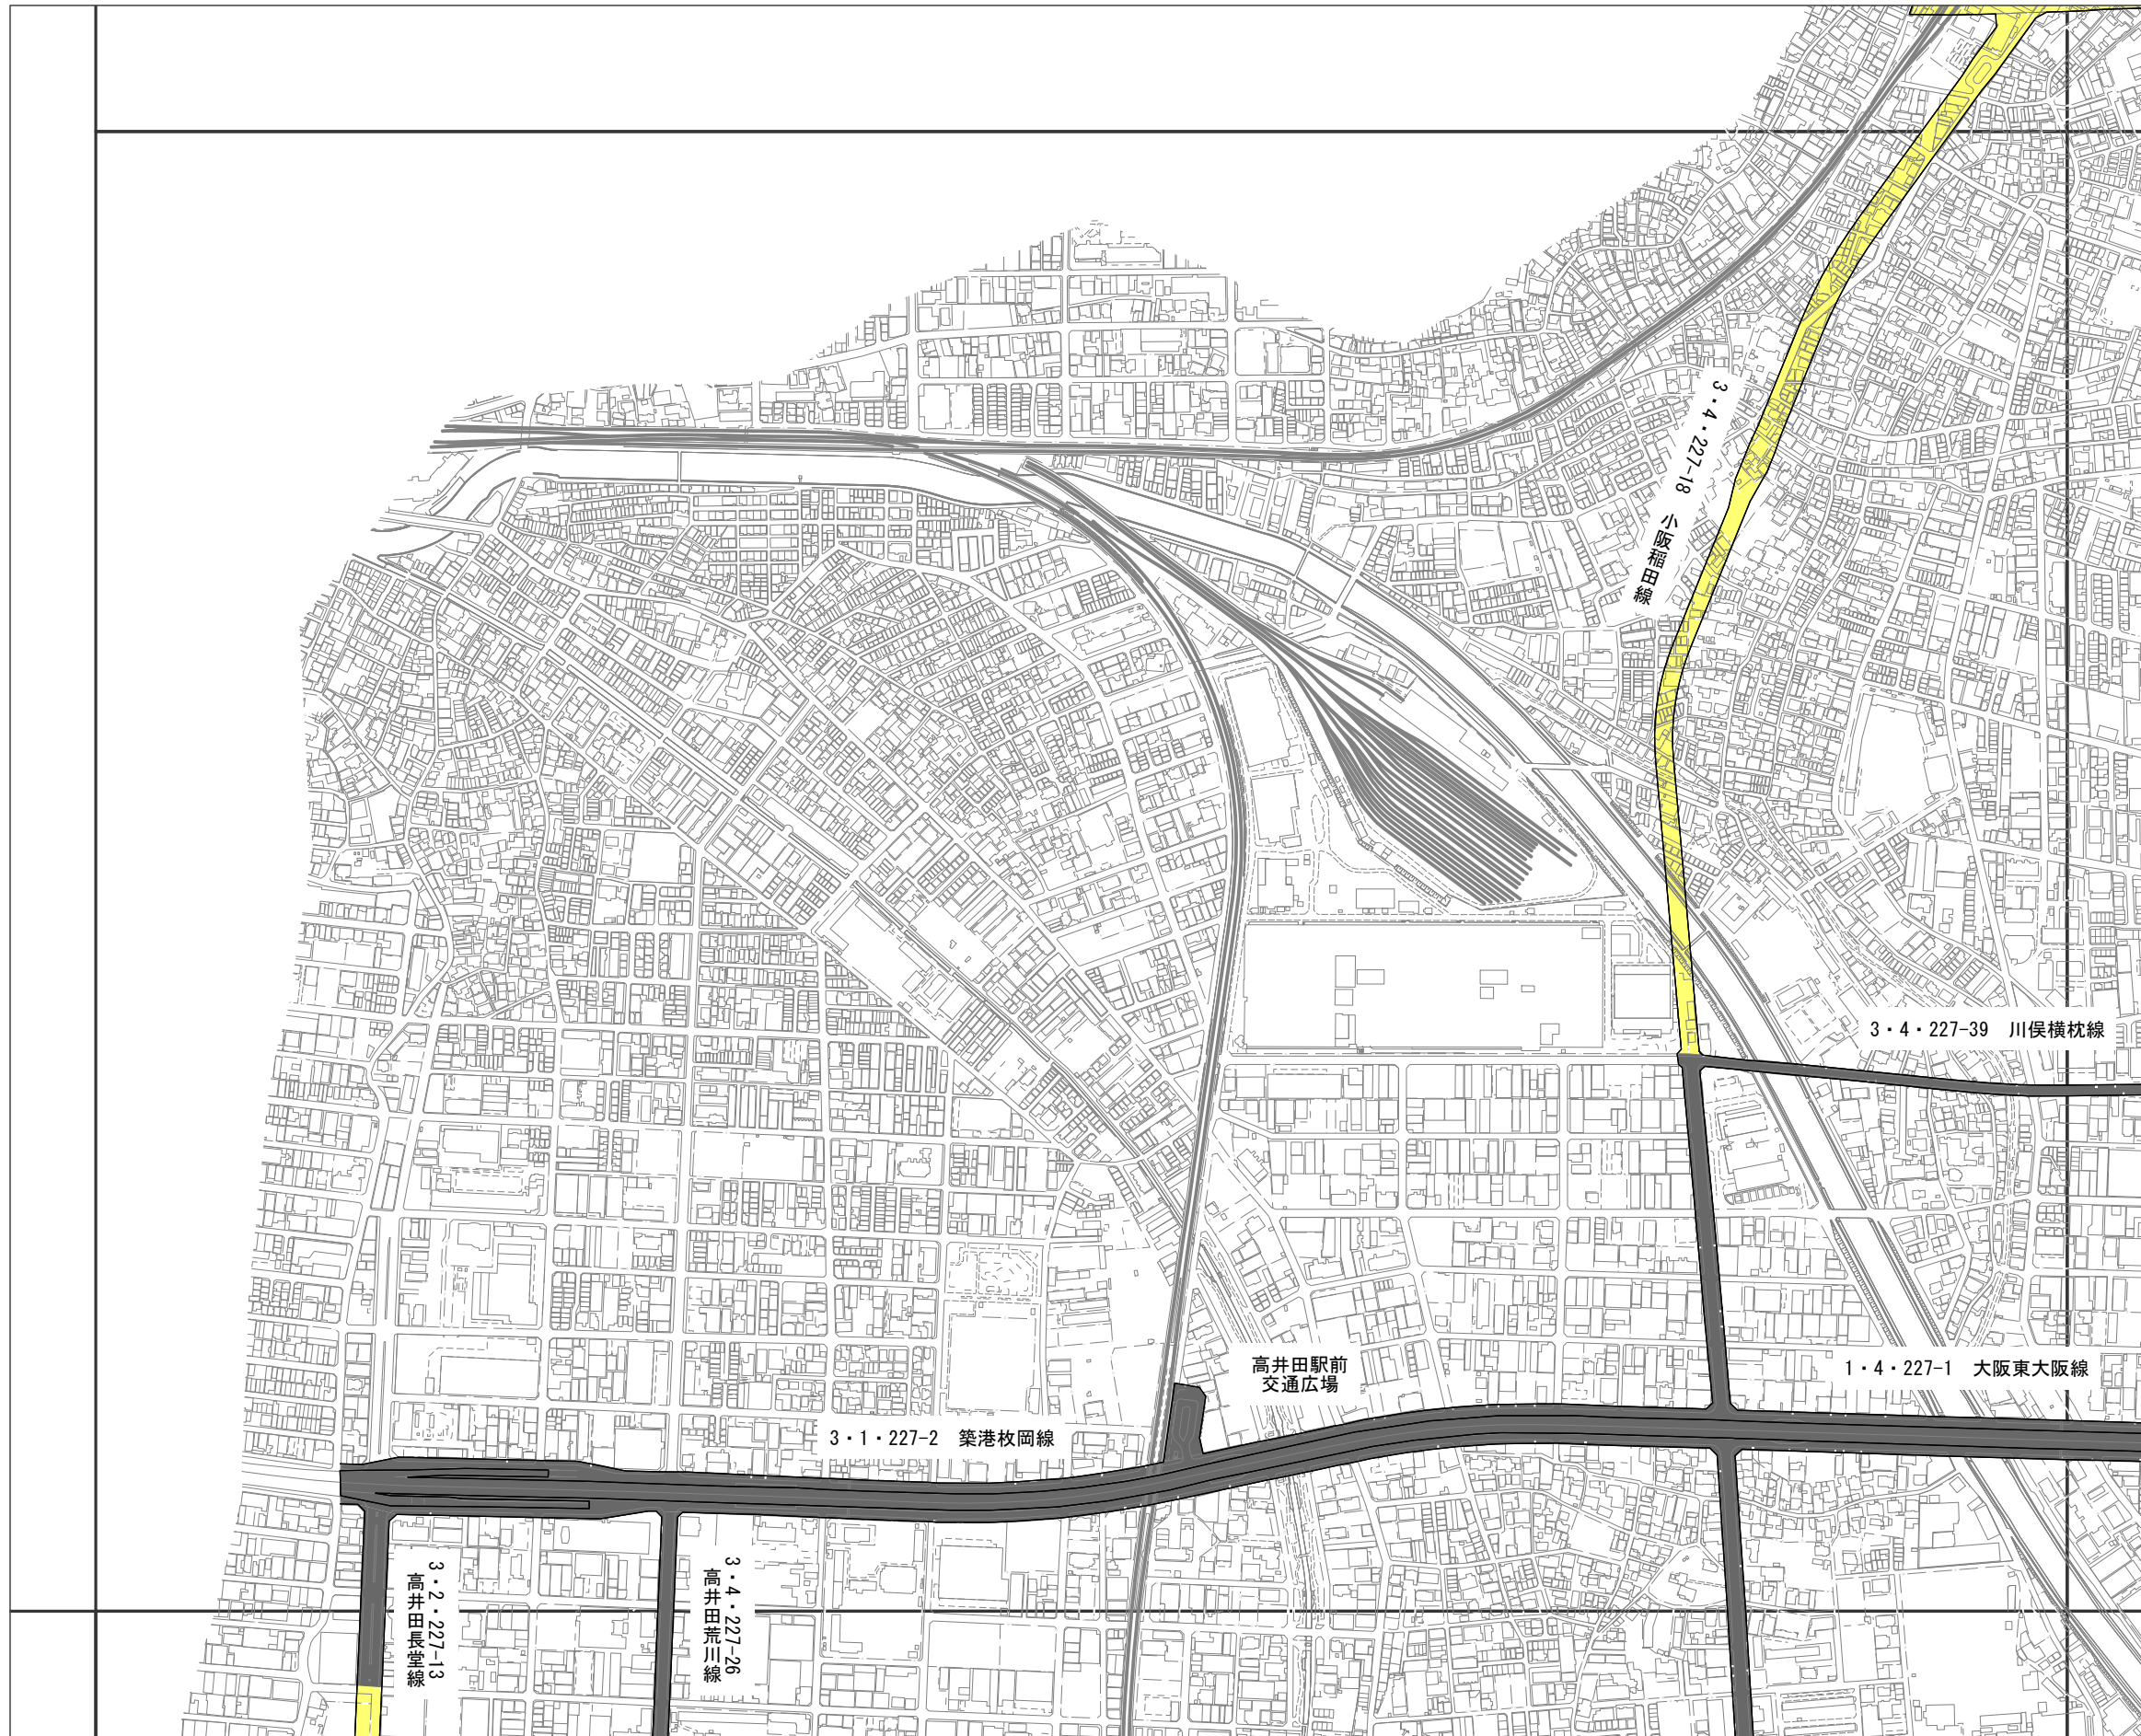 3・4・227-18　小阪稲田線
3・4・227-39　川俣横枕線
高井田駅前
交通広場
1・4・227-1　大阪東大阪線
3・1・227-2　築港枚岡線
3・2・227-13
高井田長堂線
3・4・227-26
高井田荒川線